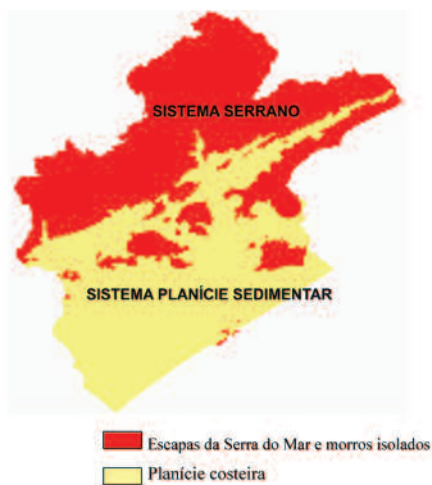 SISTEMA SERRANO
SISTEMA PLANÍCIE SEDIMENTAR
Escapas da Serra do Mar e morros isolados
Planície costeira